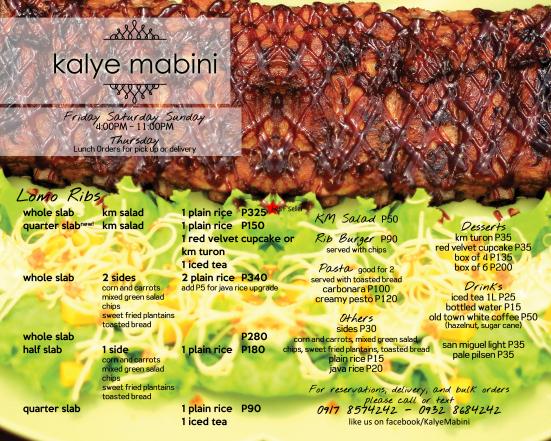 kalye mabini
Friday Saturday Sunday
4:00PM - 11:00PM
Thursday
Lunch Orders for pick up or delivery
Lomo Ribs
whole slab km salad 1 plain rice P325
quarter slab new! km salad 1 plain rice P150
1 red velvet cupcake or
km turon
1 iced tea
whole slab 2 sides 2 plain rice P340
corn and carrots add P5 for java rice upgrade
mixed green salad
chips
sweet fried plantains
toasted bread
whole slab P280
half slab 1 side 1 plain rice P180
corn and carrots
mixed green salad
chips
sweet fried plantains
toasted bread
quarter slab 1 plain rice P90
1 iced tea
KM Salad P50
Rib Burger P90
served with chips
Pasta good for 2
served with toasted bread
carbonara P100
creamy pesto P120
Others
sides P30
corn and carrots, mixed green salad,
chips, sweet fried plantains, toasted bread
plain rice P15
java rice P20
Desserts
km turon P35
red velvet cupcake P35
box of 4 P135
box of 6 P200
Drinks
iced tea 1L P25
bottled water P15
old town white coffee P50
(hazelnut, sugar cane)
san miguel light P35
pale pilsen P35
For reservations, delivery, and bulk orders
please call or text
0917 8574242 - 0932 8684242
like us on facebook/KalyeMabini